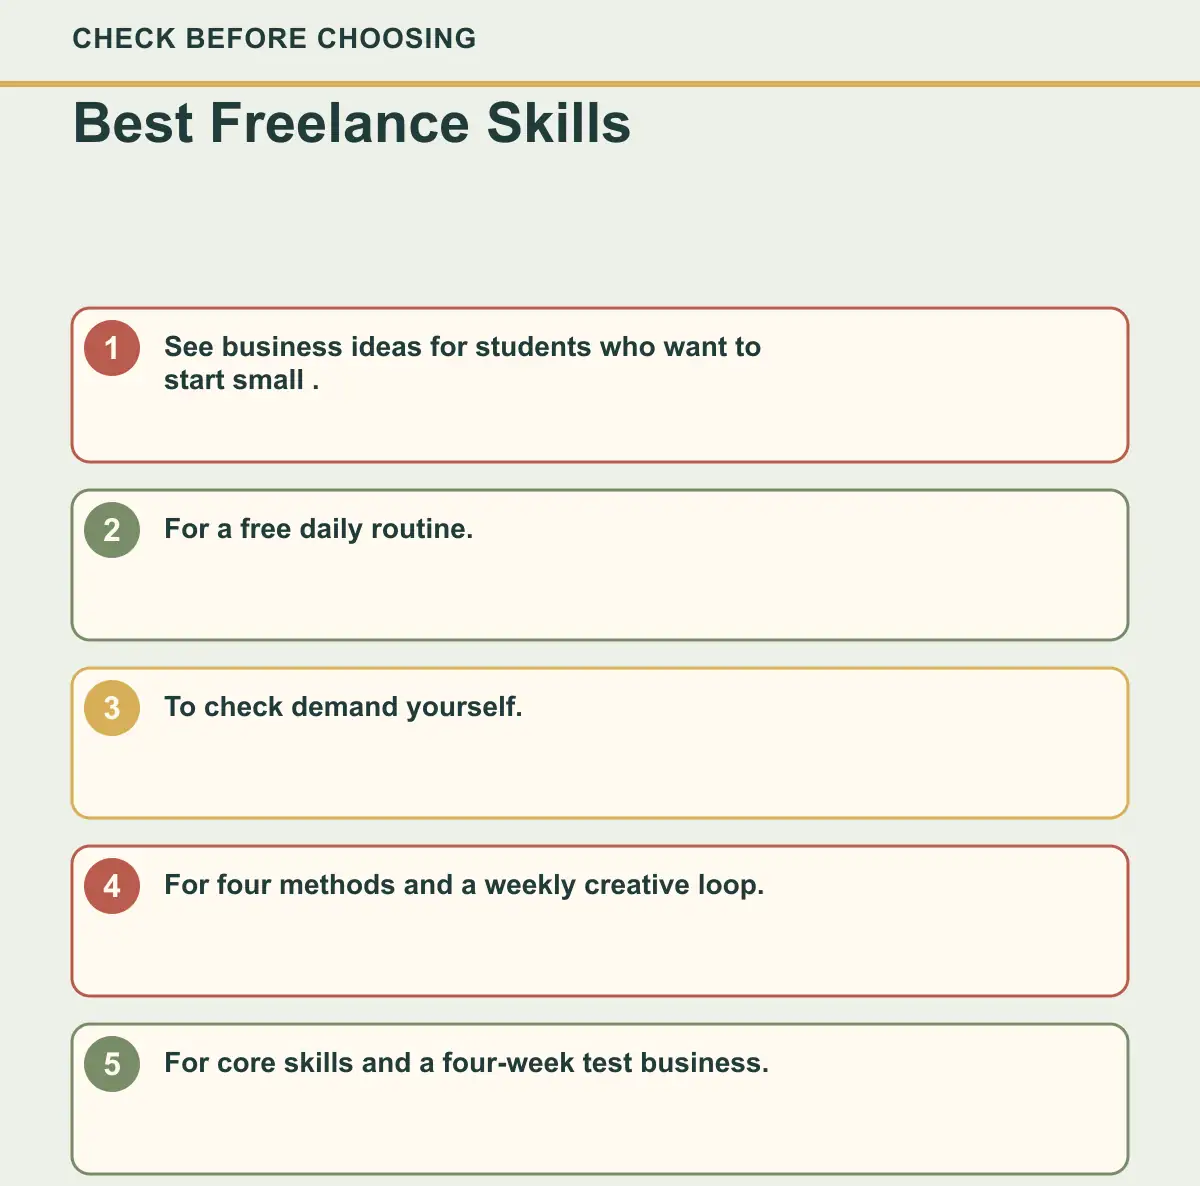 CHECK BEFORE CHOOSING
Best Freelance Skills
1
See business ideas for students who want to
start small .
2
For a free daily routine.
3
To check demand yourself.
4
For four methods and a weekly creative loop.
5
For core skills and a four-week test business.